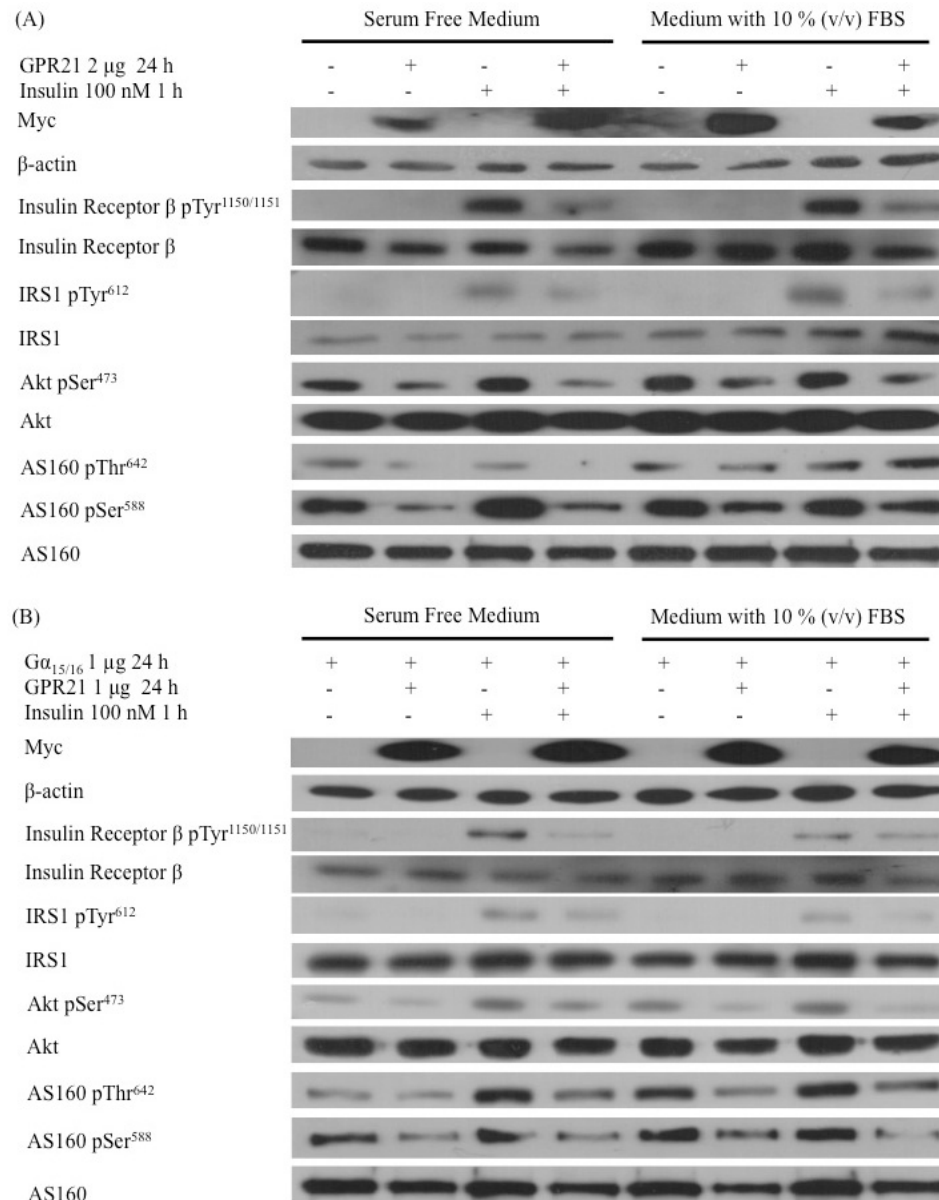 (A)
Serum Free Medium Medium with 10 % (v/v) FBS
GPR21 2 µg 24 h - + - + - + - +
Insulin 100 nM 1 h - - + + - - + +
Myc
β-actin
Insulin Receptor β pTyr1150/1151
Insulin Receptor β
IRS1 pTyr612
IRS1
Akt pSer473
Akt
AS160 pThr642
AS160 pSer588
AS160
(B)
Serum Free Medium Medium with 10 % (v/v) FBS
Gα15/16 1 µg 24 h + + + + + + + +
GPR21 1 µg 24 h - + - + - + - +
Insulin 100 nM 1 h - - + + - - + +
Myc
β-actin
Insulin Receptor β pTyr1150/1151
Insulin Receptor β
IRS1 pTyr612
IRS1
Akt pSer473
Akt
AS160 pThr642
AS160 pSer588
AS160